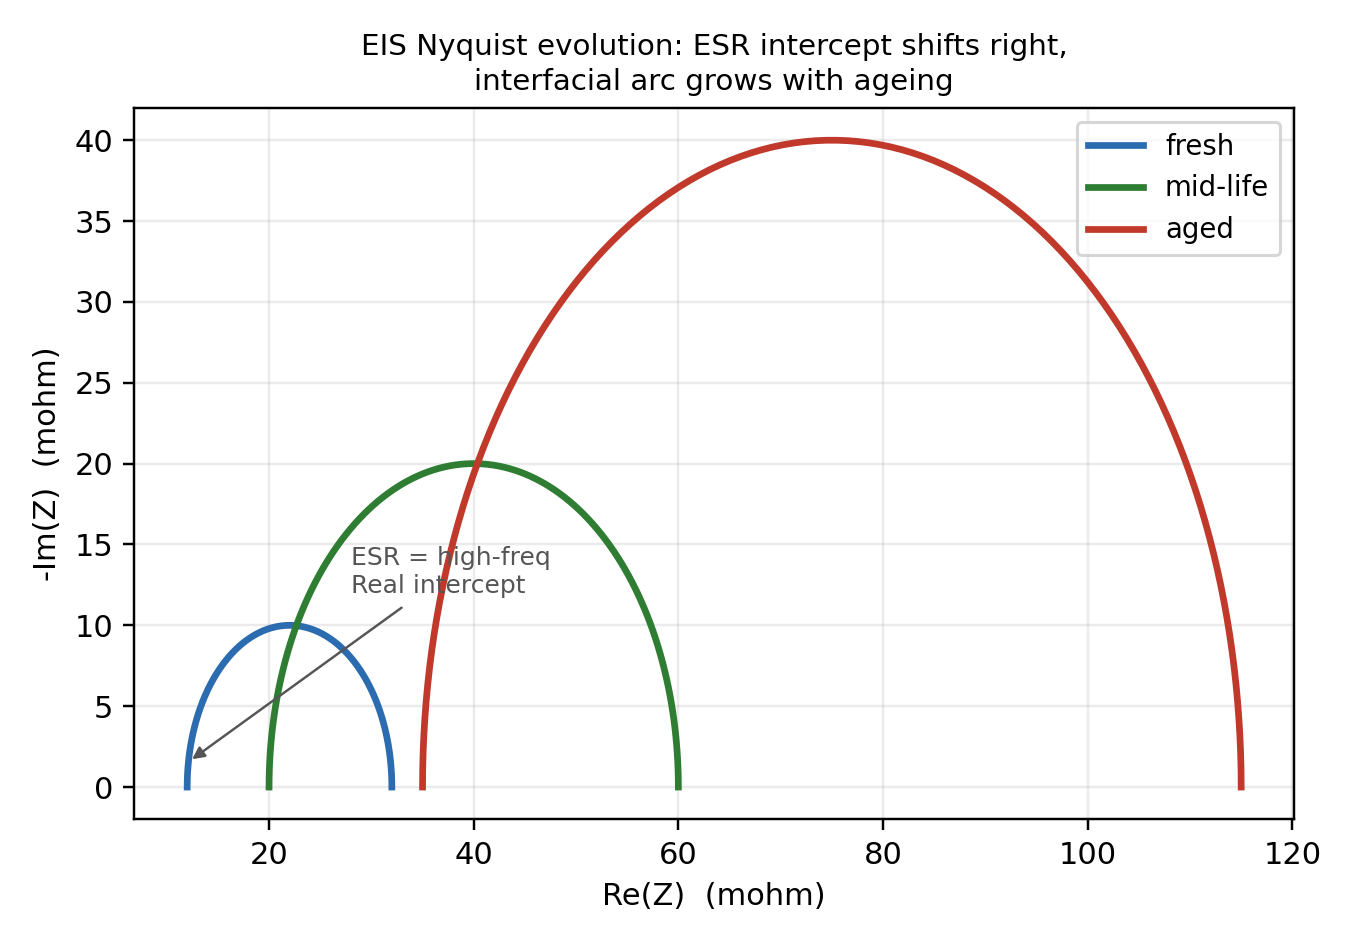 EIS Nyquist evolution: ESR intercept shifts right,
interfacial arc grows with ageing
40
35
30
25
20
15
10
5
0
-Im(Z) (mohm)
fresh
mid-life
aged
ESR = high-freq
Real intercept
20
40
60
80
100
120
Re(Z) (mohm)